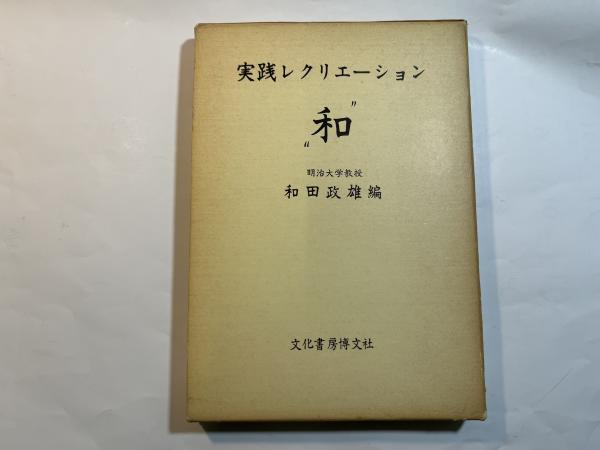 実践レクリエーション
“和”
明治大学教授
和田政雄編
文化書房博文社